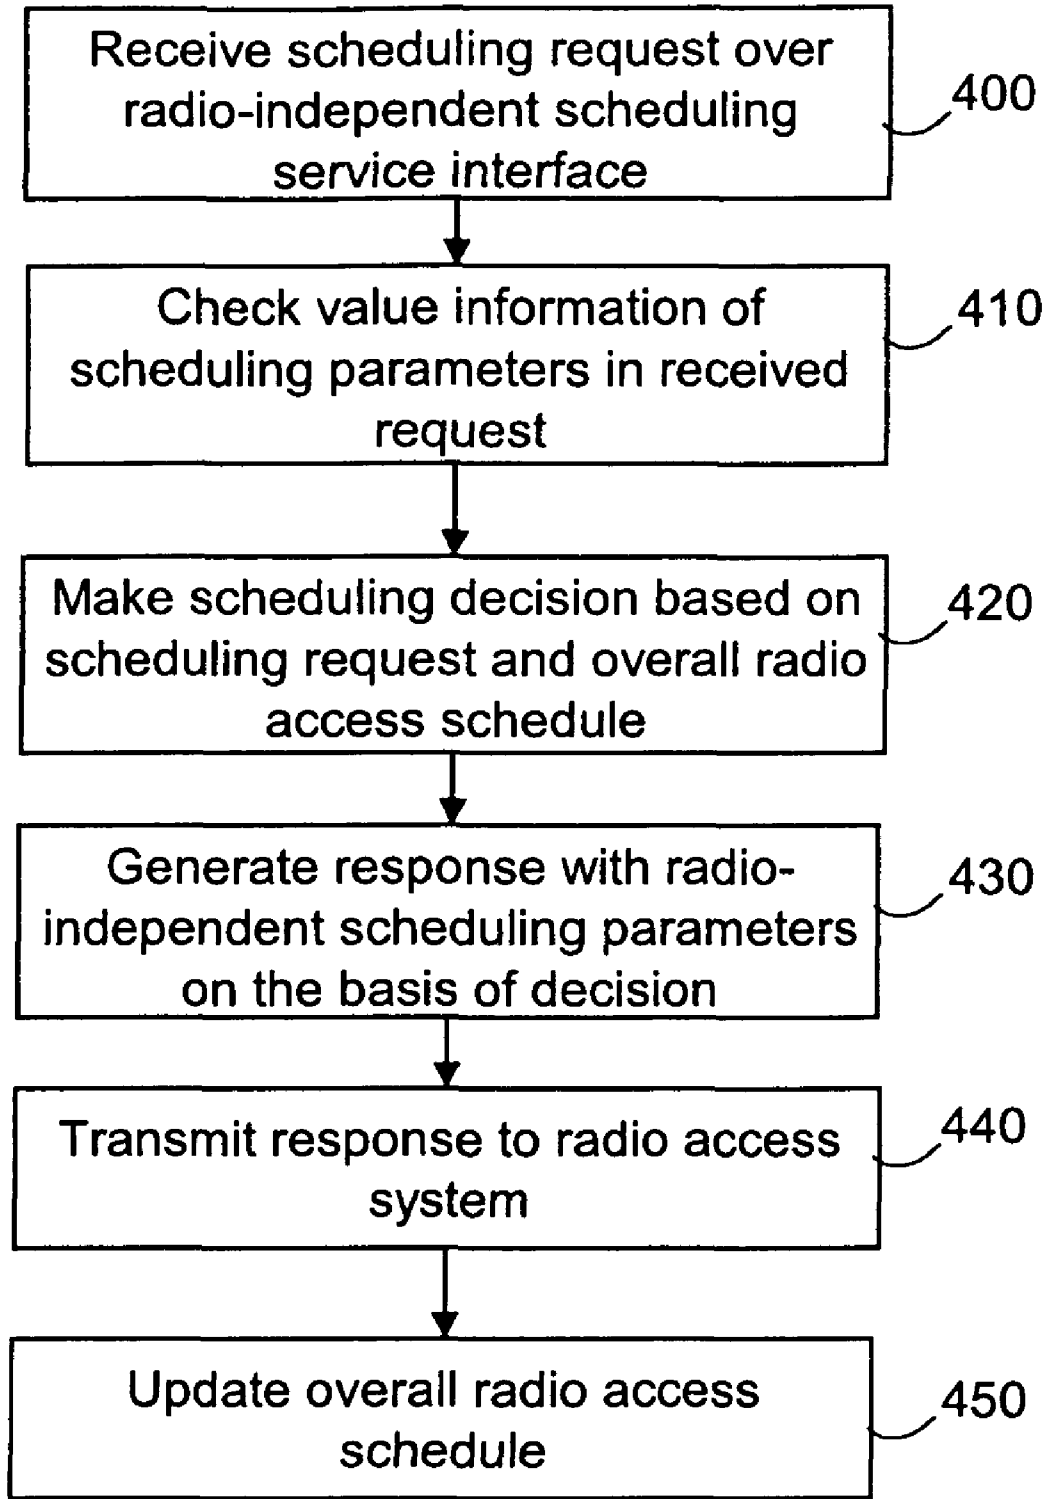 Receive scheduling request over
radio-independent scheduling
service interface
400
Check value information of
scheduling parameters in received
request
410
Make scheduling decision based on
scheduling request and overall radio
access schedule
420
Generate response with radio-
independent scheduling parameters
on the basis of decision
430
Transmit response to radio access
system
440
Update overall radio access
schedule
450